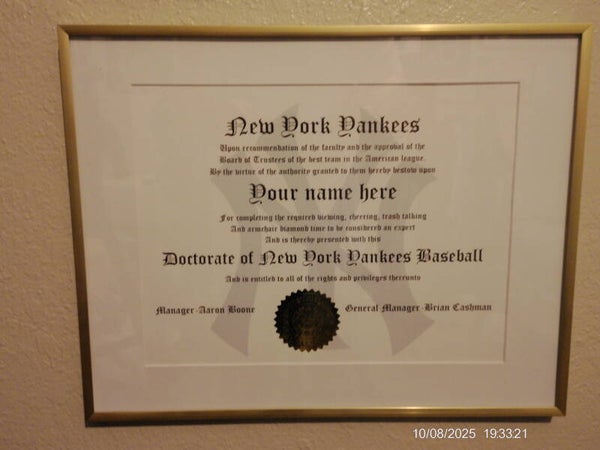 New York Yankees
Upon recommendation of the faculty and the approval of the
Board of Trustees of the best team in the American league.
By the virtue of the authority granted to them hereby bestow upon
Your name here
For completing the required viewing, cheering, trash talking
And armchair diamond time to be considered an expert
And is thereby presented with this
Doctorate of New York Yankees Baseball
And is entitled to all of the rights and privileges thereunto
Manager-Aaron Boone
General Manager-Brian Cashman
10/08/2025 19:33:21